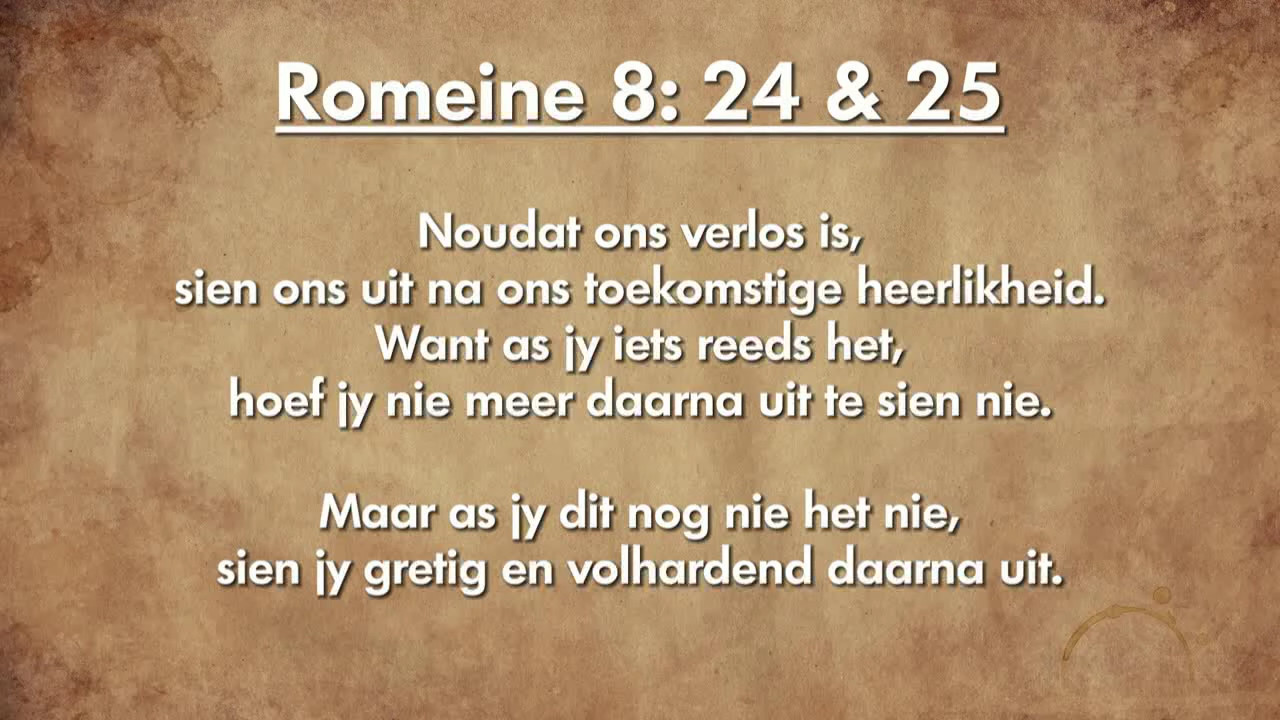 Romeine 8: 24 & 25
Noudat ons verlos is,
sien ons uit na ons toekomstige heerlikheid.
Want as jy iets reeds het,
hoef jy nie meer daarna uit te sien nie.
Maar as jy dit nog nie het nie,
sien jy gretig en volhardend daarna uit.